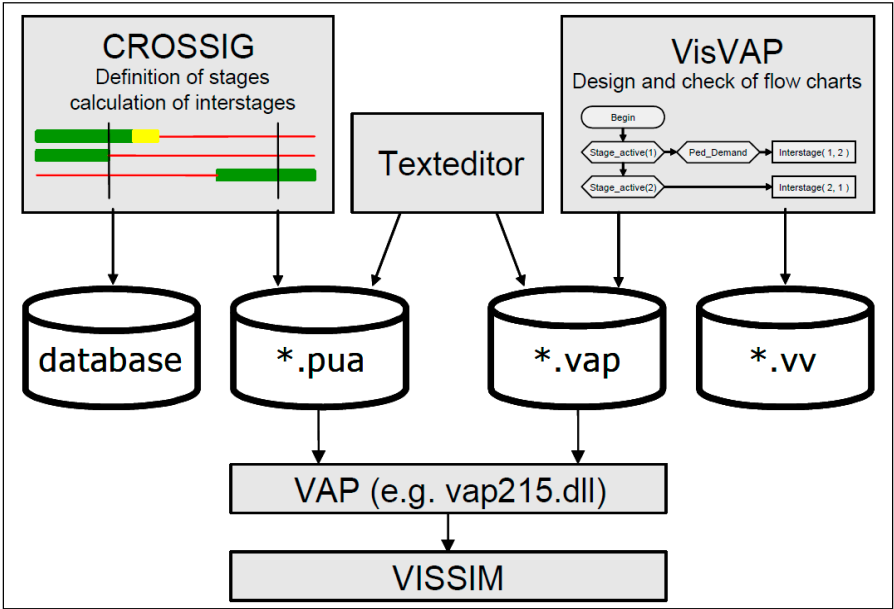 CROSSIG
Definition of stages
calculation of interstages
Texteditor
VisVAP
Design and check of flow charts
Begin
Stage_active(1)
Ped_Demand
Interstage( 1, 2 )
Stage_active(2)
Interstage( 2, 1 )
database
*.pua
*.vap
*.vv
VAP (e.g. vap215.dll)
VISSIM